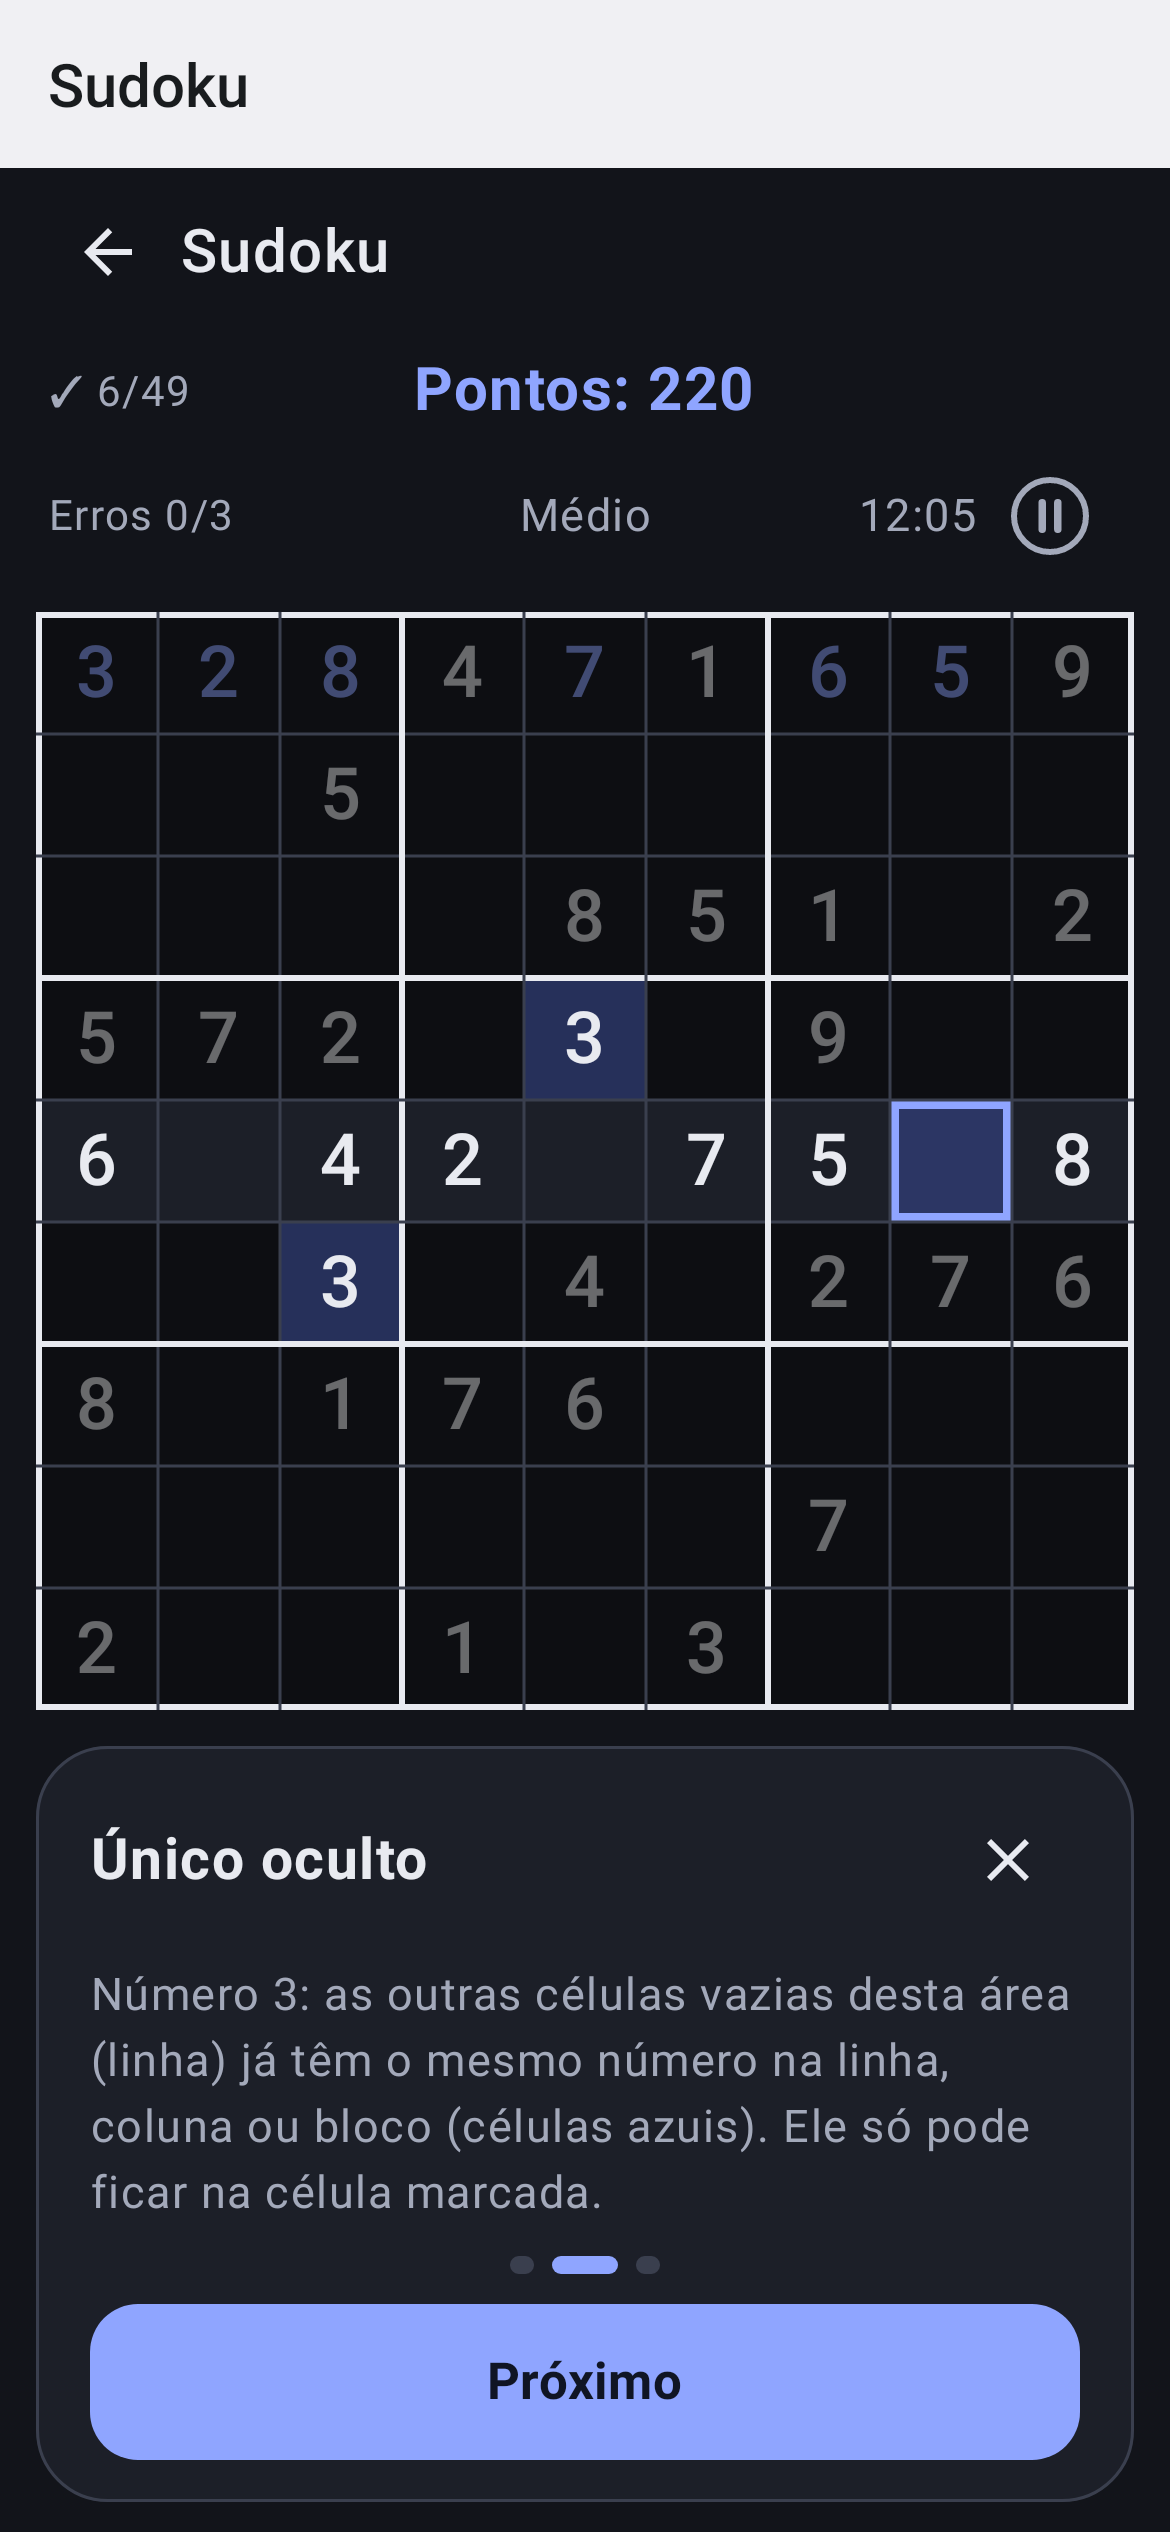 Sudoku
Sudoku
✓ 6/49
Pontos: 220
Erros 0/3
Médio
12:05
3 2 8 4 7 1 6 5 9
5
8 5 1 2
5 7 2 3 9
6 4 2 7 5 8
3 4 2 7 6
8 1 7 6
7
2 1 3
Único oculto
Número 3: as outras células vazias desta área
(linha) já têm o mesmo número na linha,
coluna ou bloco (células azuis). Ele só pode
ficar na célula marcada.
Próximo